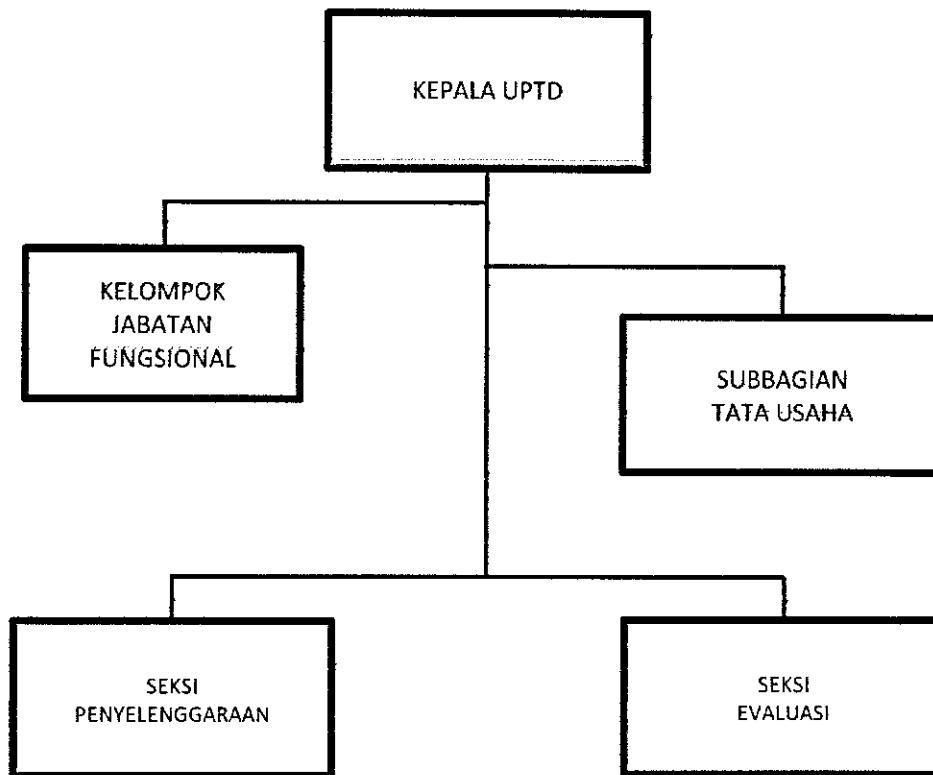 KEPALA UPTD
KELOMPOK
JABATAN
FUNGSIONAL
SUBBAGIAN
TATA USAHA
SEKSI
PENYELENGGARAAN
SEKSI
EVALUASI